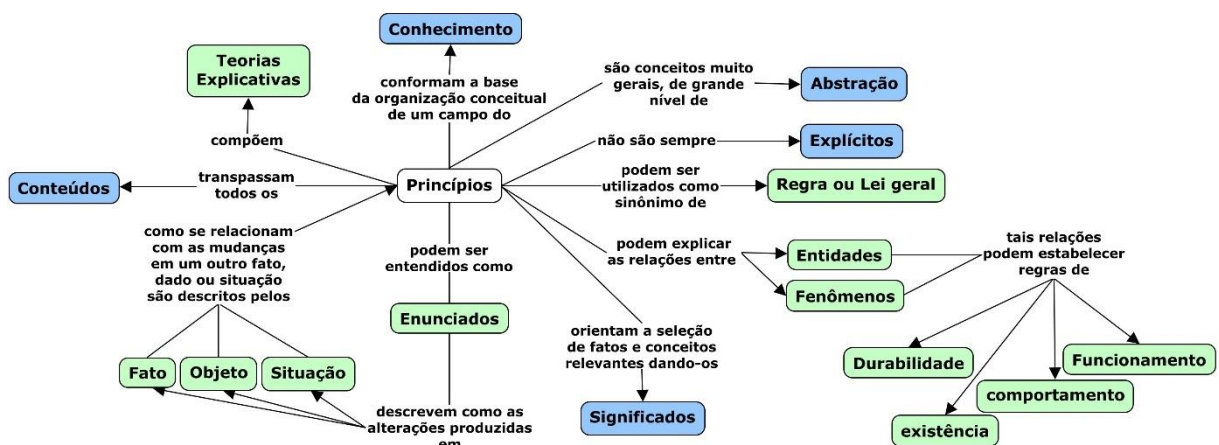 Conhecimento
Teorias
Explicativas
conformam a base
da organização conceitual
de um campo do
são conceitos muito
gerais, de grande
nível de
Abstração
compõem
não são sempre
Explícitos
Conteúdos
transpassam
todos os
Princípios
podem ser
utilizados como
sinônimo de
Regra ou Lei geral
como se relacionam
com as mudanças
em um outro fato,
dado ou situação
são descritos pelos
podem ser
entendidos como
podem explicar
as relações entre
Entidades
Fenômenos
tais relações
podem estabelecer
regras de
Enunciados
orientam a seleção
de fatos e conceitos
relevantes dando-os
Fato
Objeto
Situação
Durabilidade
Funcionamento
comportamento
existência
descrevem como as
alterações produzidas
em
Significados